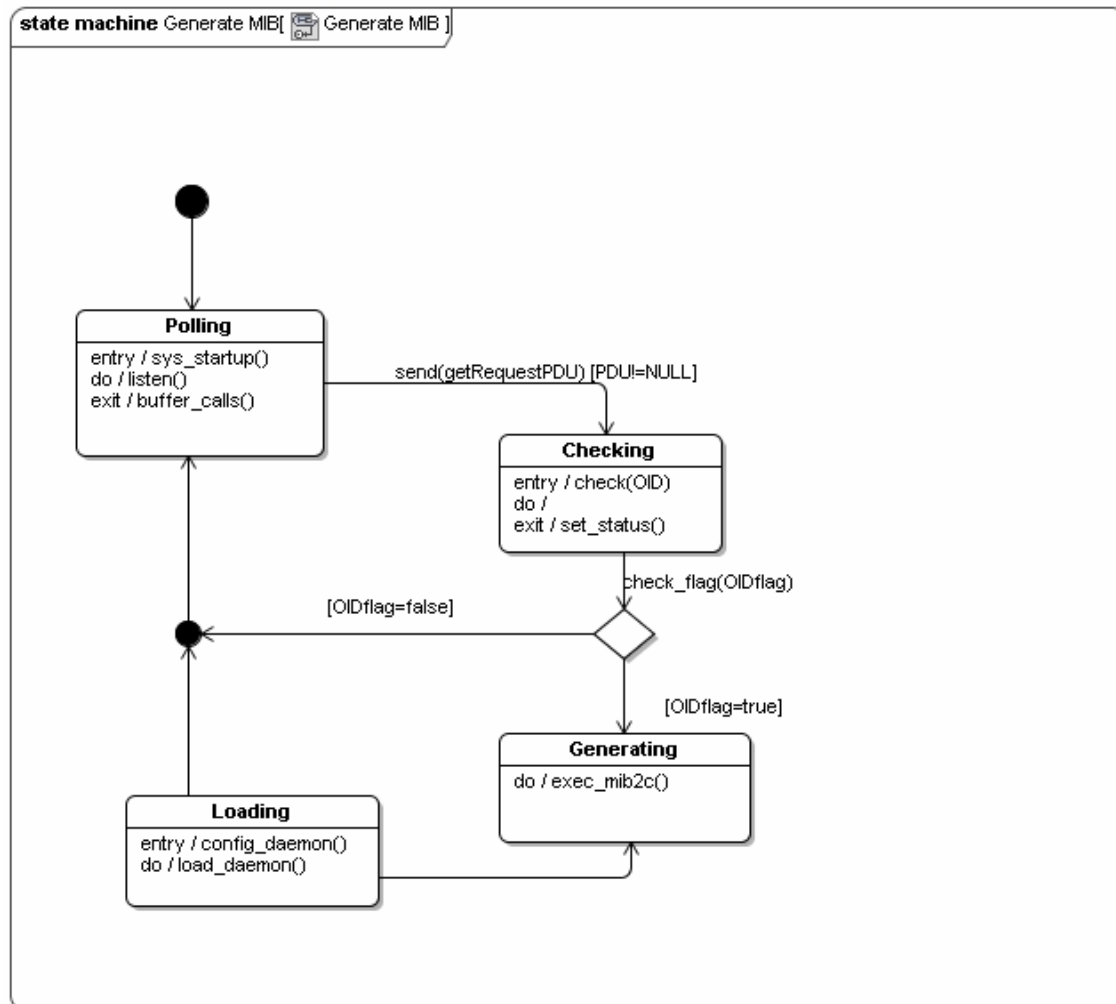 state machine Generate MIB[ Generate MIB ]
Polling
entry / sys_startup()
do / listen()
exit / buffer_calls()
send(getRequestPDU) [PDU!=NULL]
Checking
entry / check(OID)
do /
exit / set_status()
check_flag(OIDflag)
[OIDflag=false]
[OIDflag=true]
Generating
do / exec_mib2c()
Loading
entry / config_daemon()
do / load_daemon()